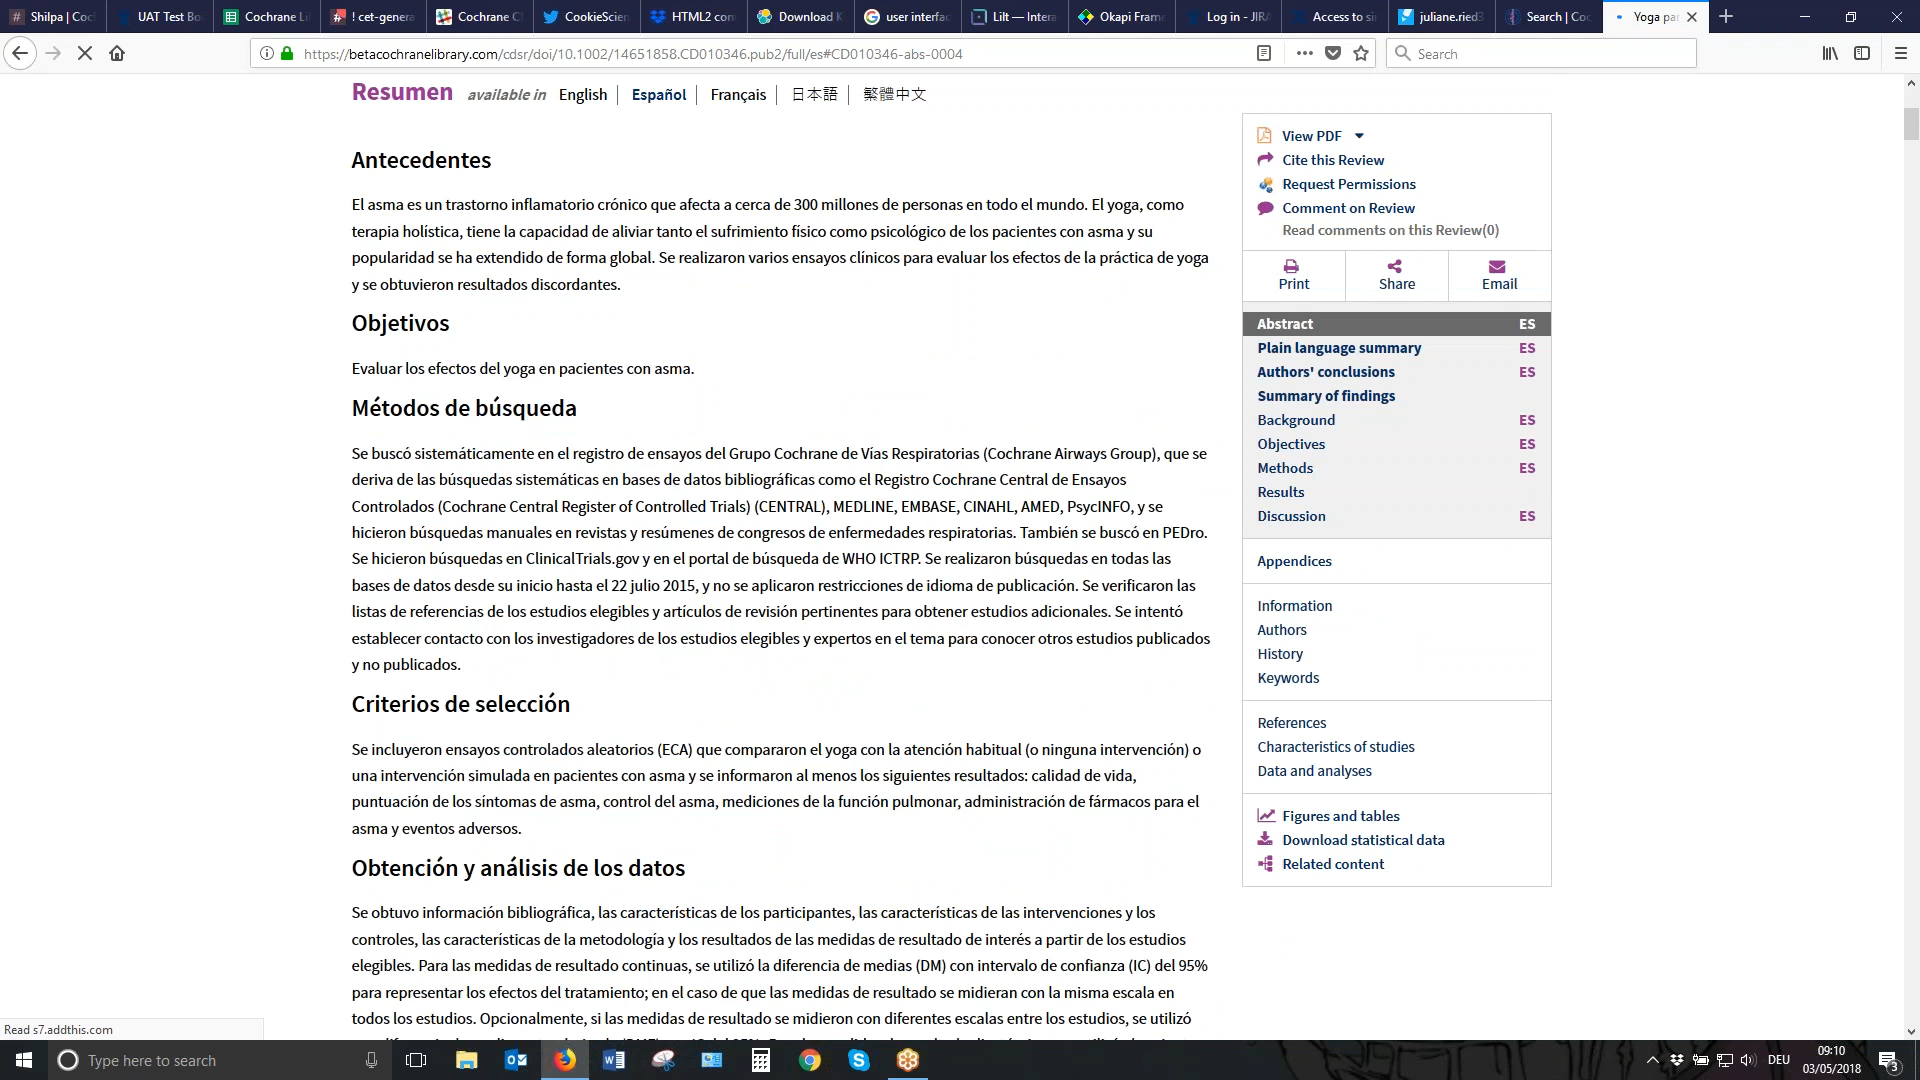 Shilpa | Coc
UAT Test Bo
Cochrane Li
! cet-genera
Cochrane C
CookieScien
HTML2 con
Download K
user interfac
Lilt — Intera
Okapi Frame
Log in - JIRA
Access to si
juliane.ried3
Search | Coc
Yoga pa
https://betacochranelibrary.com/cdsr/doi/10.1002/14651858.CD010346.pub2/full/es#CD010346-abs-0004
Search
Resumen available in English | Español | Français | 日本語 | 繁體中文
Antecedentes
El asma es un trastorno inflamatorio crónico que afecta a cerca de 300 millones de personas en todo el mundo. El yoga, como
terapia holística, tiene la capacidad de aliviar tanto el sufrimiento físico como psicológico de los pacientes con asma y su
popularidad se ha extendido de forma global. Se realizaron varios ensayos clínicos para evaluar los efectos de la práctica de yoga
y se obtuvieron resultados discordantes.
Objetivos
Evaluar los efectos del yoga en pacientes con asma.
Métodos de búsqueda
Se buscó sistemáticamente en el registro de ensayos del Grupo Cochrane de Vías Respiratorias (Cochrane Airways Group), que se
deriva de las búsquedas sistemáticas en bases de datos bibliográficas como el Registro Cochrane Central de Ensayos
Controlados (Cochrane Central Register of Controlled Trials) (CENTRAL), MEDLINE, EMBASE, CINAHL, AMED, PsycINFO, y se
hicieron búsquedas manuales en revistas y resúmenes de congresos de enfermedades respiratorias. También se buscó en PEDro.
Se hicieron búsquedas en ClinicalTrials.gov y en el portal de búsqueda de WHO ICTRP. Se realizaron búsquedas en todas las
bases de datos desde su inicio hasta el 22 julio 2015, y no se aplicaron restricciones de idioma de publicación. Se verificaron las
listas de referencias de los estudios elegibles y artículos de revisión pertinentes para obtener estudios adicionales. Se intentó
establecer contacto con los investigadores de los estudios elegibles y expertos en el tema para conocer otros estudios publicados
y no publicados.
Criterios de selección
Se incluyeron ensayos controlados aleatorios (ECA) que compararon el yoga con la atención habitual (o ninguna intervención) o
una intervención simulada en pacientes con asma y se informaron al menos los siguientes resultados: calidad de vida,
puntuación de los síntomas de asma, control del asma, mediciones de la función pulmonar, administración de fármacos para el
asma y eventos adversos.
Obtención y análisis de los datos
Se obtuvo información bibliográfica, las características de los participantes, las características de las intervenciones y los
controles, las características de la metodología y los resultados de las medidas de resultado de interés a partir de los estudios
elegibles. Para las medidas de resultado continuas, se utilizó la diferencia de medias (DM) con intervalo de confianza (IC) del 95%
para representar los efectos del tratamiento; en el caso de que las medidas de resultado se midieran con la misma escala en
todos los estudios. Opcionalmente, si las medidas de resultado se midieron con diferentes escalas entre los estudios, se utilizó
View PDF
Cite this Review
Request Permissions
Comment on Review
Read comments on this Review(0)
Print
Share
Email
Abstract ES
Plain language summary ES
Authors' conclusions ES
Summary of findings
Background ES
Objectives ES
Methods ES
Results
Discussion ES
Appendices
Information
Authors
History
Keywords
References
Characteristics of studies
Data and analyses
Figures and tables
Download statistical data
Related content
Read s7.addthis.com
Type here to search
DEU
09:10
03/05/2018
3